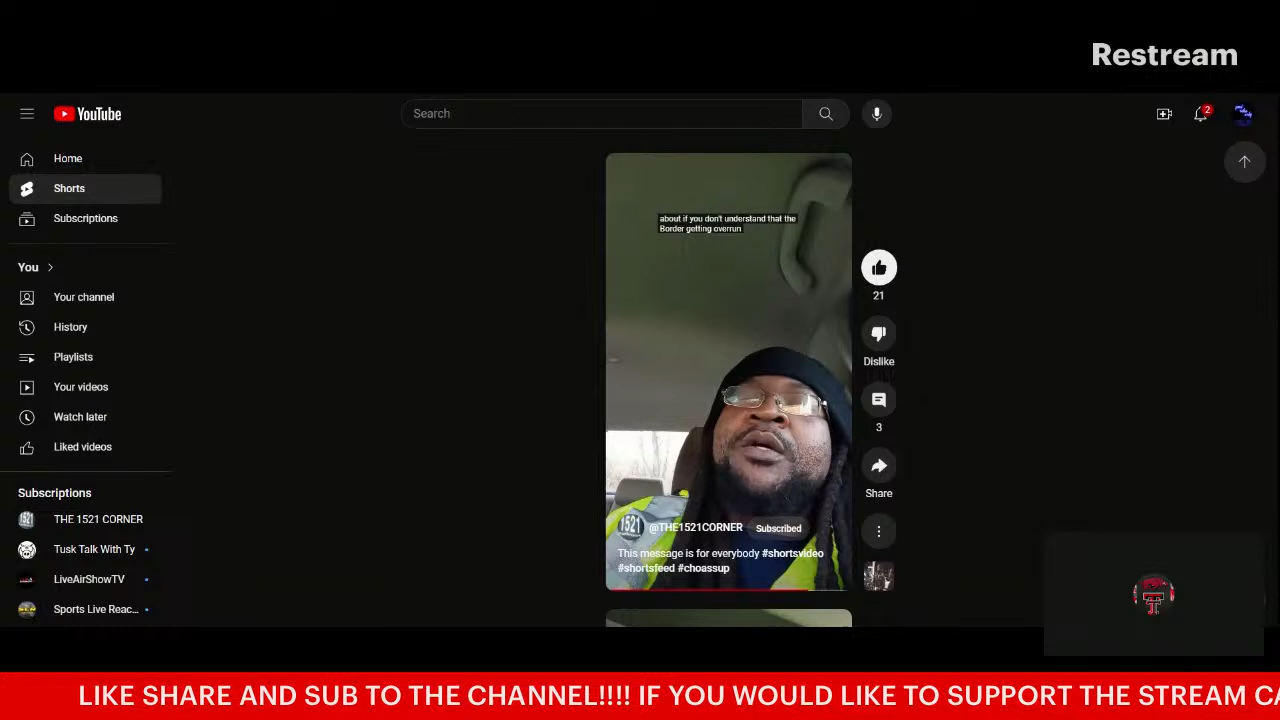 Restream
YouTube
Search
2
Home
Shorts
Subscriptions
You
Your channel
History
Playlists
Your videos
Watch later
Liked videos
Subscriptions
THE 1521 CORNER
Tusk Talk With Ty
LiveAirShowTV
Sports Live Reac...
about if you don't understand that the
Border getting overrun
1521
@THE1521CORNER
Subscribed
This message is for everybody #shortsvideo
#shortsfeed #choassup
21
Dislike
3
Share
LIKE SHARE AND SUB TO THE CHANNEL!!!! IF YOU WOULD LIKE TO SUPPORT THE STREAM CA